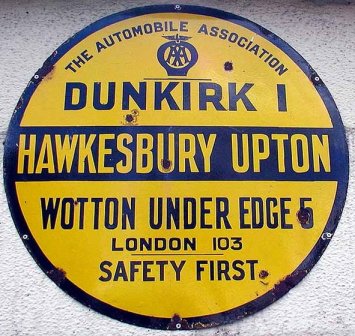 THE AUTOMOBILE ASSOCIATION
AA
DUNKIRK 1
HAWKESBURY UPTON
WOTTON UNDER EDGE 5
LONDON 103
SAFETY FIRST